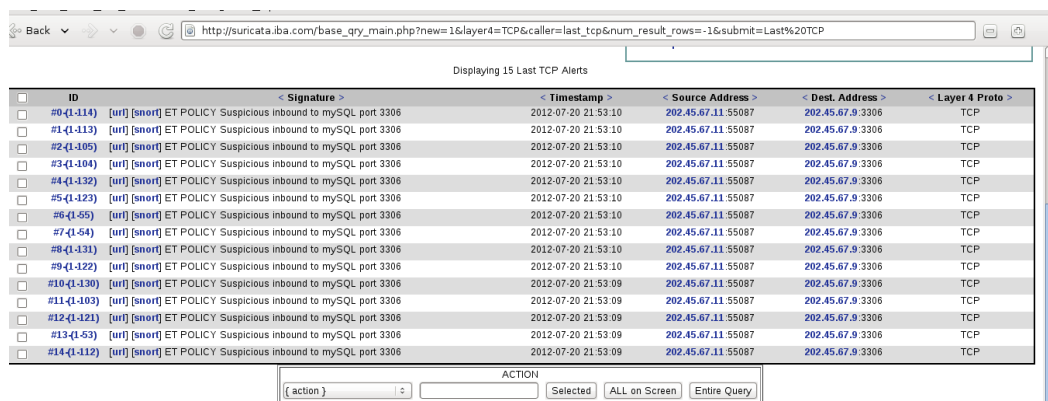 Back
http://suricata.iba.com/base_qry_main.php?new=1&layer4=TCP&caller=last_tcp&num_result_rows=-1&submit=Last%20TCP
Displaying 15 Last TCP Alerts
ID < Signature > < Timestamp > < Source Address > < Dest. Address > < Layer 4 Proto >
#0-(1-114) [url] [snort] ET POLICY Suspicious inbound to mySQL port 3306 2012-07-20 21:53:10 202.45.67.11:55087 202.45.67.9:3306 TCP
#1-(1-113) [url] [snort] ET POLICY Suspicious inbound to mySQL port 3306 2012-07-20 21:53:10 202.45.67.11:55087 202.45.67.9:3306 TCP
#2-(1-105) [url] [snort] ET POLICY Suspicious inbound to mySQL port 3306 2012-07-20 21:53:10 202.45.67.11:55087 202.45.67.9:3306 TCP
#3-(1-104) [url] [snort] ET POLICY Suspicious inbound to mySQL port 3306 2012-07-20 21:53:10 202.45.67.11:55087 202.45.67.9:3306 TCP
#4-(1-132) [url] [snort] ET POLICY Suspicious inbound to mySQL port 3306 2012-07-20 21:53:10 202.45.67.11:55087 202.45.67.9:3306 TCP
#5-(1-123) [url] [snort] ET POLICY Suspicious inbound to mySQL port 3306 2012-07-20 21:53:10 202.45.67.11:55087 202.45.67.9:3306 TCP
#6-(1-55) [url] [snort] ET POLICY Suspicious inbound to mySQL port 3306 2012-07-20 21:53:10 202.45.67.11:55087 202.45.67.9:3306 TCP
#7-(1-54) [url] [snort] ET POLICY Suspicious inbound to mySQL port 3306 2012-07-20 21:53:10 202.45.67.11:55087 202.45.67.9:3306 TCP
#8-(1-131) [url] [snort] ET POLICY Suspicious inbound to mySQL port 3306 2012-07-20 21:53:10 202.45.67.11:55087 202.45.67.9:3306 TCP
#9-(1-122) [url] [snort] ET POLICY Suspicious inbound to mySQL port 3306 2012-07-20 21:53:10 202.45.67.11:55087 202.45.67.9:3306 TCP
#10-(1-130) [url] [snort] ET POLICY Suspicious inbound to mySQL port 3306 2012-07-20 21:53:09 202.45.67.11:55087 202.45.67.9:3306 TCP
#11-(1-103) [url] [snort] ET POLICY Suspicious inbound to mySQL port 3306 2012-07-20 21:53:09 202.45.67.11:55087 202.45.67.9:3306 TCP
#12-(1-121) [url] [snort] ET POLICY Suspicious inbound to mySQL port 3306 2012-07-20 21:53:09 202.45.67.11:55087 202.45.67.9:3306 TCP
#13-(1-53) [url] [snort] ET POLICY Suspicious inbound to mySQL port 3306 2012-07-20 21:53:09 202.45.67.11:55087 202.45.67.9:3306 TCP
#14-(1-112) [url] [snort] ET POLICY Suspicious inbound to mySQL port 3306 2012-07-20 21:53:09 202.45.67.11:55087 202.45.67.9:3306 TCP
ACTION
{ action } Selected ALL on Screen Entire Query